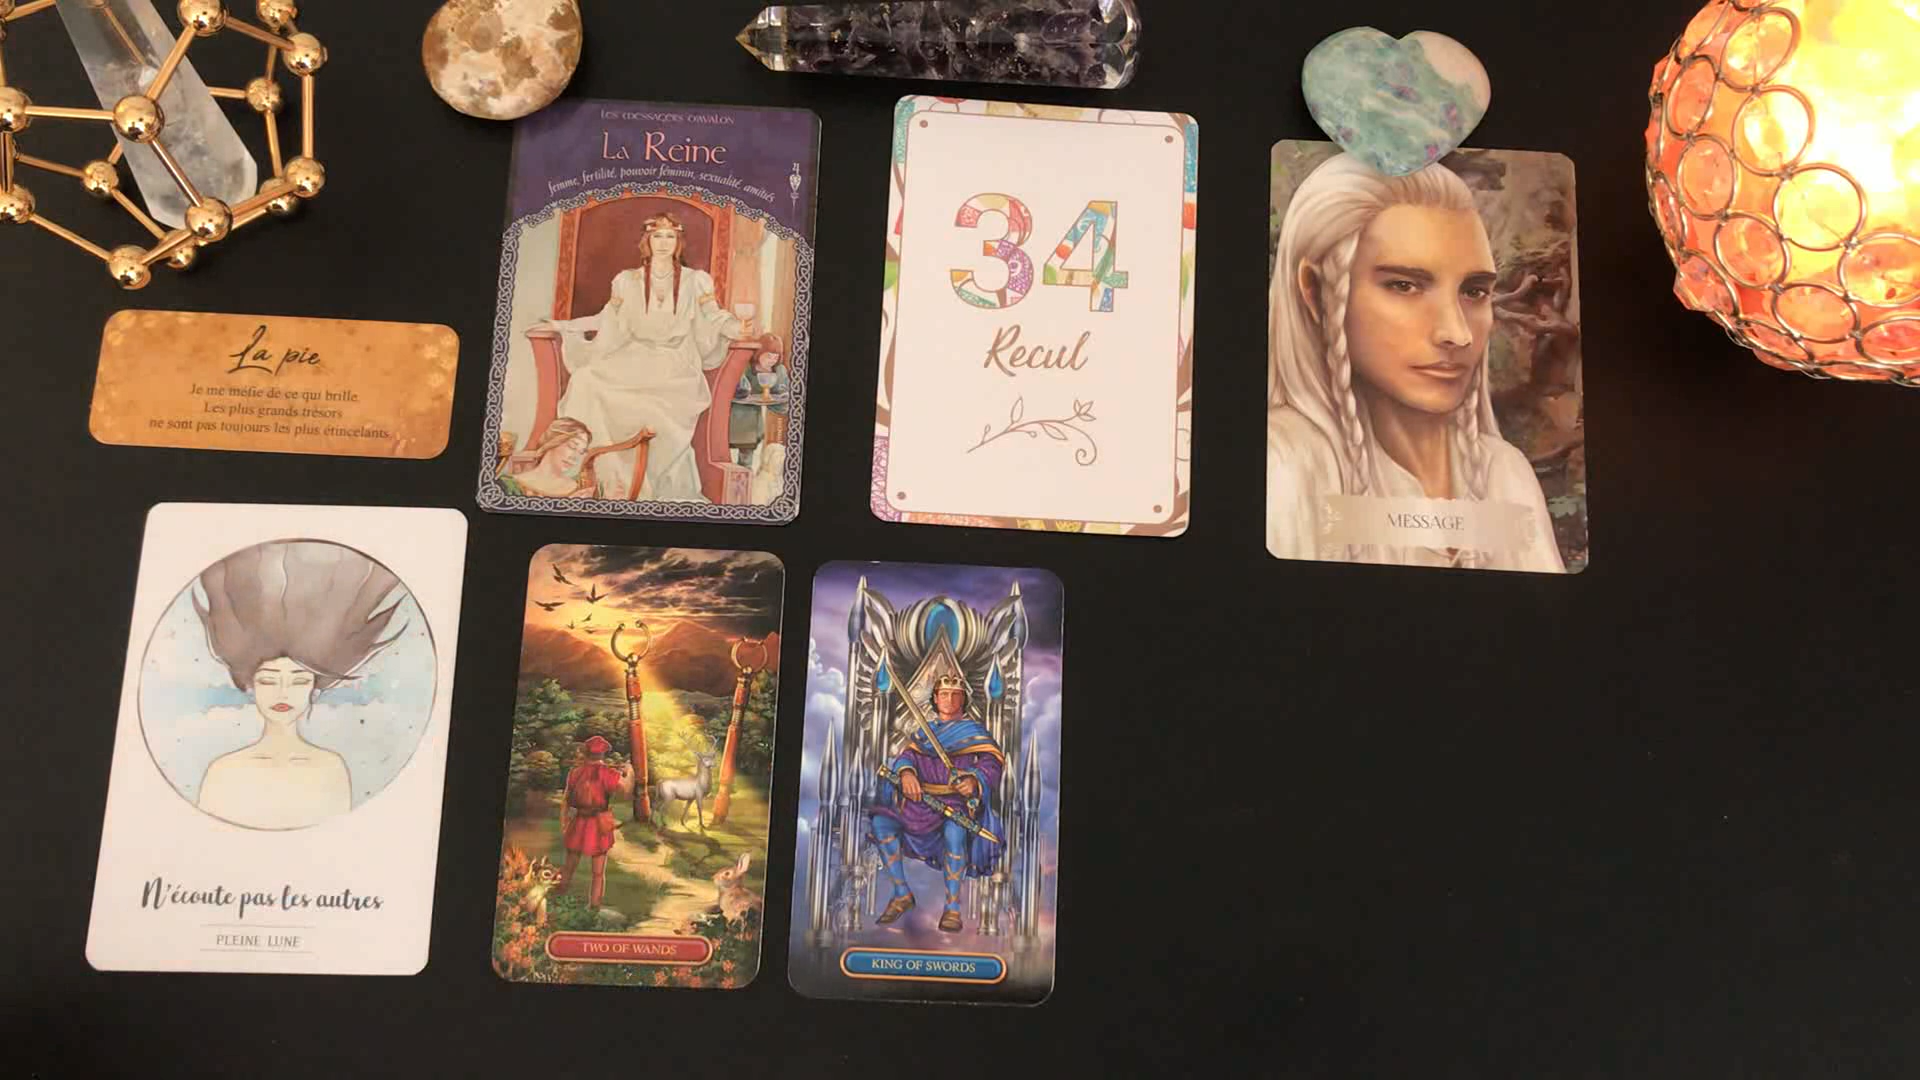 LES MESSAGERS D'AVALON
La Reine
femme, fertilité, pouvoir féminin, sexualité, amitiés
34
Recul
MESSAGE
La pie
Je me méfie de ce qui brille.
Les plus grands trésors
ne sont pas toujours les plus étincelants.
N'écoute pas les autres
PLEINE LUNE
TWO OF WANDS
KING OF SWORDS